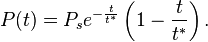 P(t) = P_s e^{-\frac{t}{t^*}} \left(1 - \frac{t}{t^*}\right).